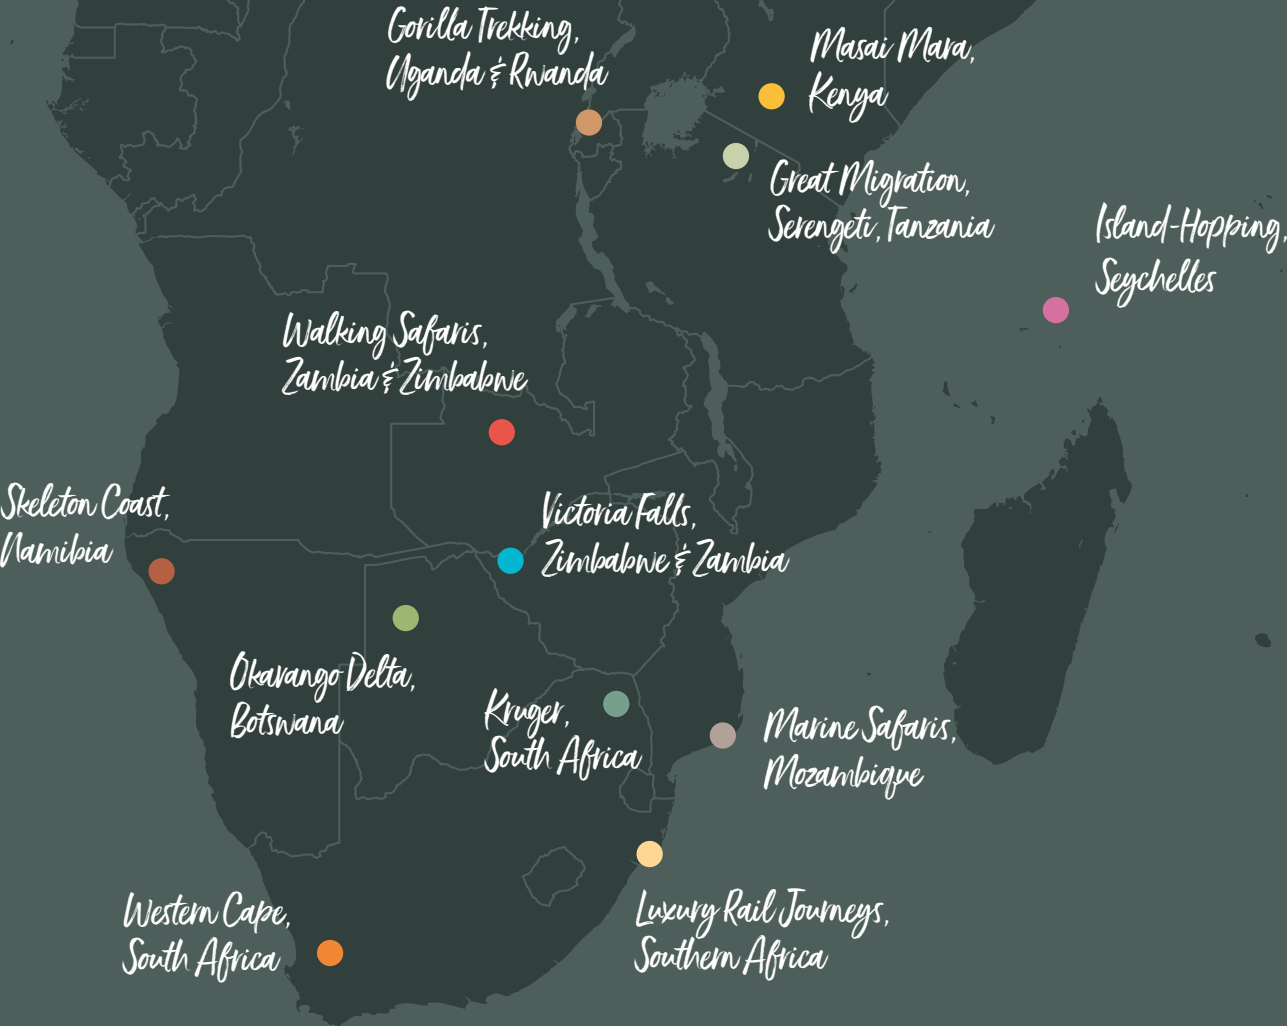 Gorilla Trekking,
Uganda & Rwanda
Masai Mara,
Kenya
Great Migration,
Serengeti, Tanzania
Island-Hopping,
Seychelles
Walking Safaris,
Zambia & Zimbabwe
Skeleton Coast,
Namibia
Victoria Falls,
Zimbabwe & Zambia
Okavango Delta,
Botswana
Kruger,
South Africa
Marine Safaris,
Mozambique
Western Cape,
South Africa
Luxury Rail Journeys,
Southern Africa